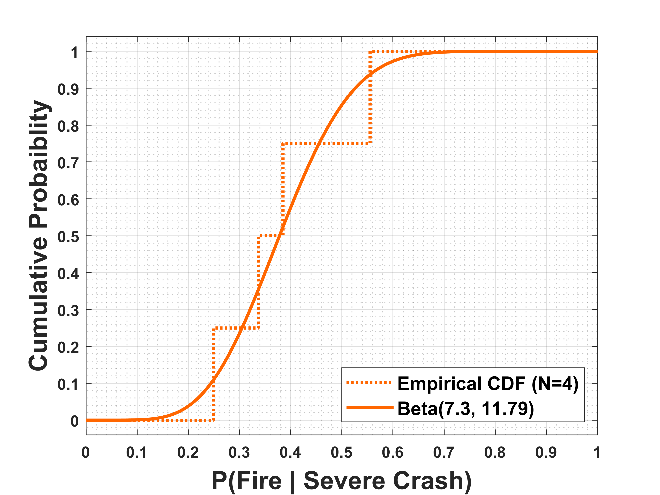 1
0.9
0.8
0.7
0.6
0.5
0.4
0.3
0.2
0.1
0
Cumulative Probaiblity
Empirical CDF (N=4)
Beta(7.3, 11.79)
0 0.1 0.2 0.3 0.4 0.5 0.6 0.7 0.8 0.9 1
P(Fire | Severe Crash)